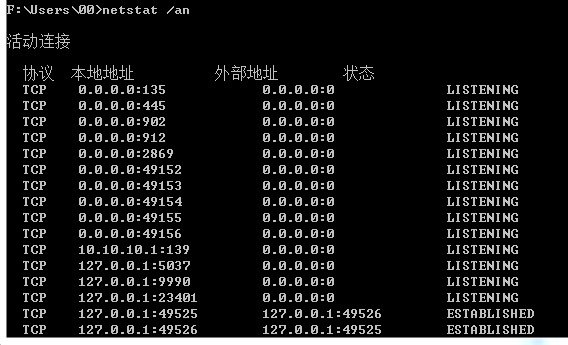 F:\Users\00>netstat /an
活动连接
协议 本地地址 外部地址 状态
TCP 0.0.0.0:135 0.0.0.0:0 LISTENING
TCP 0.0.0.0:445 0.0.0.0:0 LISTENING
TCP 0.0.0.0:902 0.0.0.0:0 LISTENING
TCP 0.0.0.0:912 0.0.0.0:0 LISTENING
TCP 0.0.0.0:2869 0.0.0.0:0 LISTENING
TCP 0.0.0.0:49152 0.0.0.0:0 LISTENING
TCP 0.0.0.0:49153 0.0.0.0:0 LISTENING
TCP 0.0.0.0:49154 0.0.0.0:0 LISTENING
TCP 0.0.0.0:49155 0.0.0.0:0 LISTENING
TCP 0.0.0.0:49156 0.0.0.0:0 LISTENING
TCP 10.10.10.1:139 0.0.0.0:0 LISTENING
TCP 127.0.0.1:5037 0.0.0.0:0 LISTENING
TCP 127.0.0.1:9990 0.0.0.0:0 LISTENING
TCP 127.0.0.1:23401 0.0.0.0:0 LISTENING
TCP 127.0.0.1:49525 127.0.0.1:49526 ESTABLISHED
TCP 127.0.0.1:49526 127.0.0.1:49525 ESTABLISHED